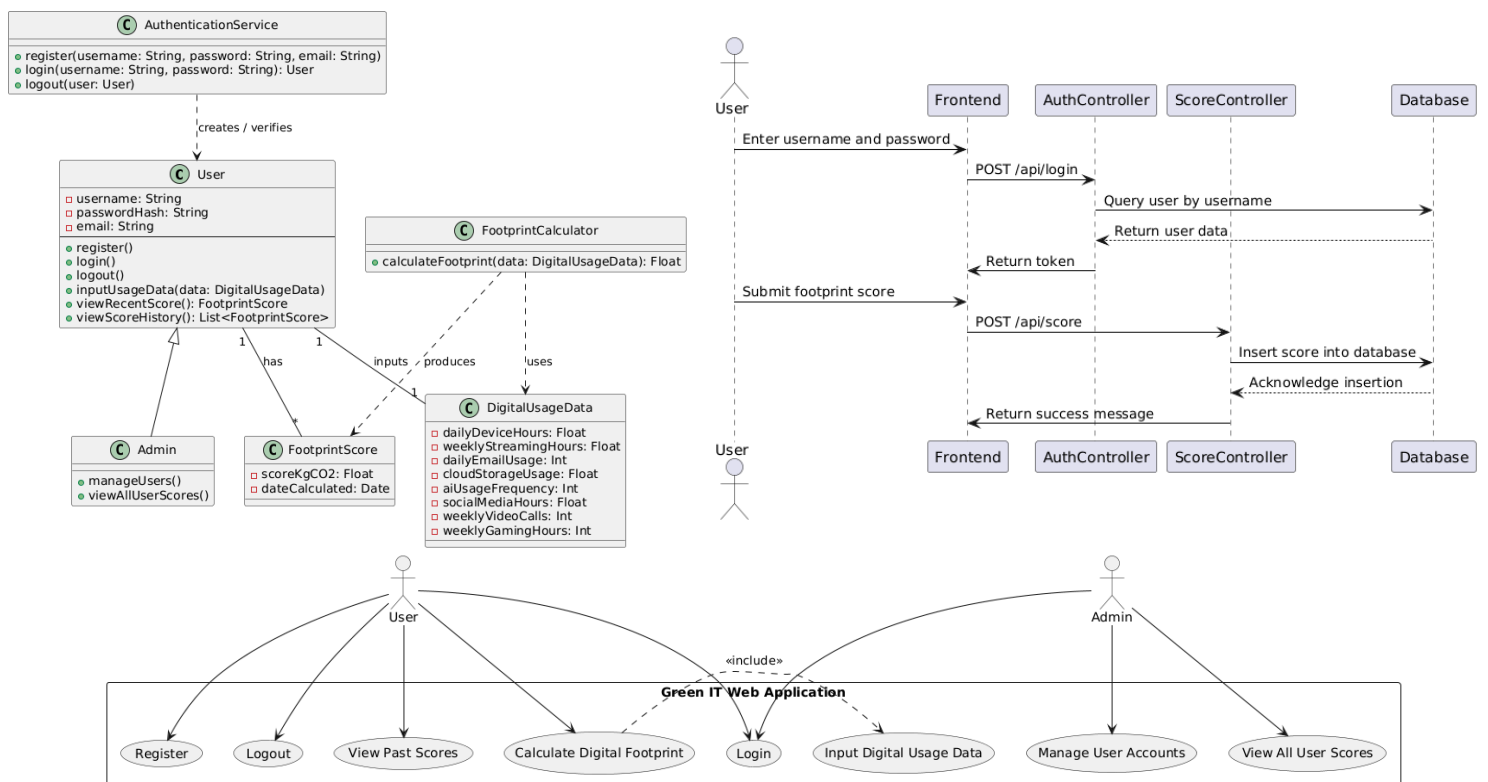 AuthenticationService
register(username: String, password: String, email: String)
login(username: String, password: String): User
logout(user: User)
creates / verifies
User
username: String
passwordHash: String
email: String
register()
login()
logout()
inputUsageData(data: DigitalUsageData)
viewRecentScore(): FootprintScore
viewScoreHistory(): List<FootprintScore>
FootprintCalculator
calculateFootprint(data: DigitalUsageData): Float
1
has
*
1
inputs
1
produces
uses
Admin
manageUsers()
viewAllUserScores()
FootprintScore
scoreKgCO2: Float
dateCalculated: Date
DigitalUsageData
dailyDeviceHours: Float
weeklyStreamingHours: Float
dailyEmailUsage: Int
cloudStorageUsage: Float
aiUsageFrequency: Int
socialMediaHours: Float
weeklyVideoCalls: Int
weeklyGamingHours: Int
User
Frontend
AuthController
ScoreController
Database
Enter username and password
POST /api/login
Query user by username
Return user data
Return token
Submit footprint score
POST /api/score
Insert score into database
Acknowledge insertion
Return success message
User
Frontend
AuthController
ScoreController
Database
User
Admin
«include»
Green IT Web Application
Register
Logout
View Past Scores
Calculate Digital Footprint
Login
Input Digital Usage Data
Manage User Accounts
View All User Scores